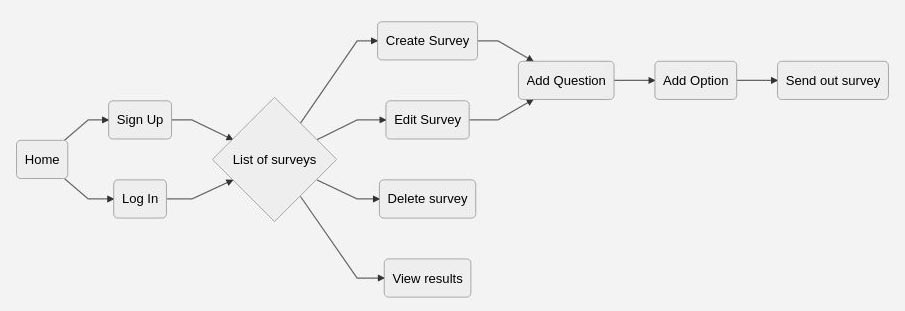 Home
Sign Up
Log In
List of surveys
Create Survey
Edit Survey
Delete survey
View results
Add Question
Add Option
Send out survey